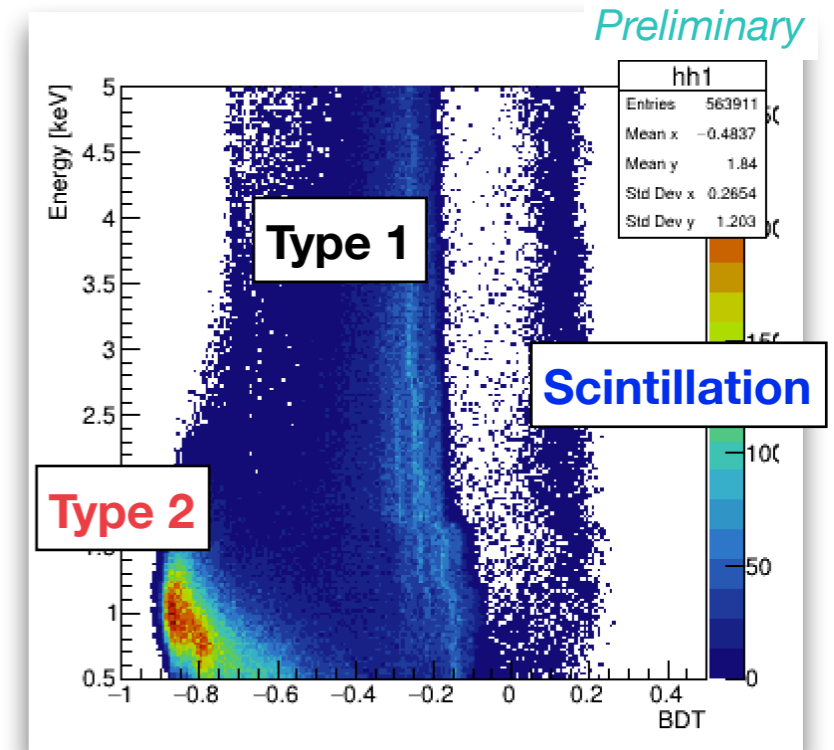 Preliminary
hh1
Entries 563911
Mean x −0.4837
Mean y 1.84
Std Dev x 0.2654
Std Dev y 1.203
Energy [keV]
5
4.5
4
3.5
3
2.5
1
0.5
Type 1
Scintillation
Type 2
50
0
−1 −0.8 −0.6 −0.4 −0.2 0 0.2 0.4
BDT